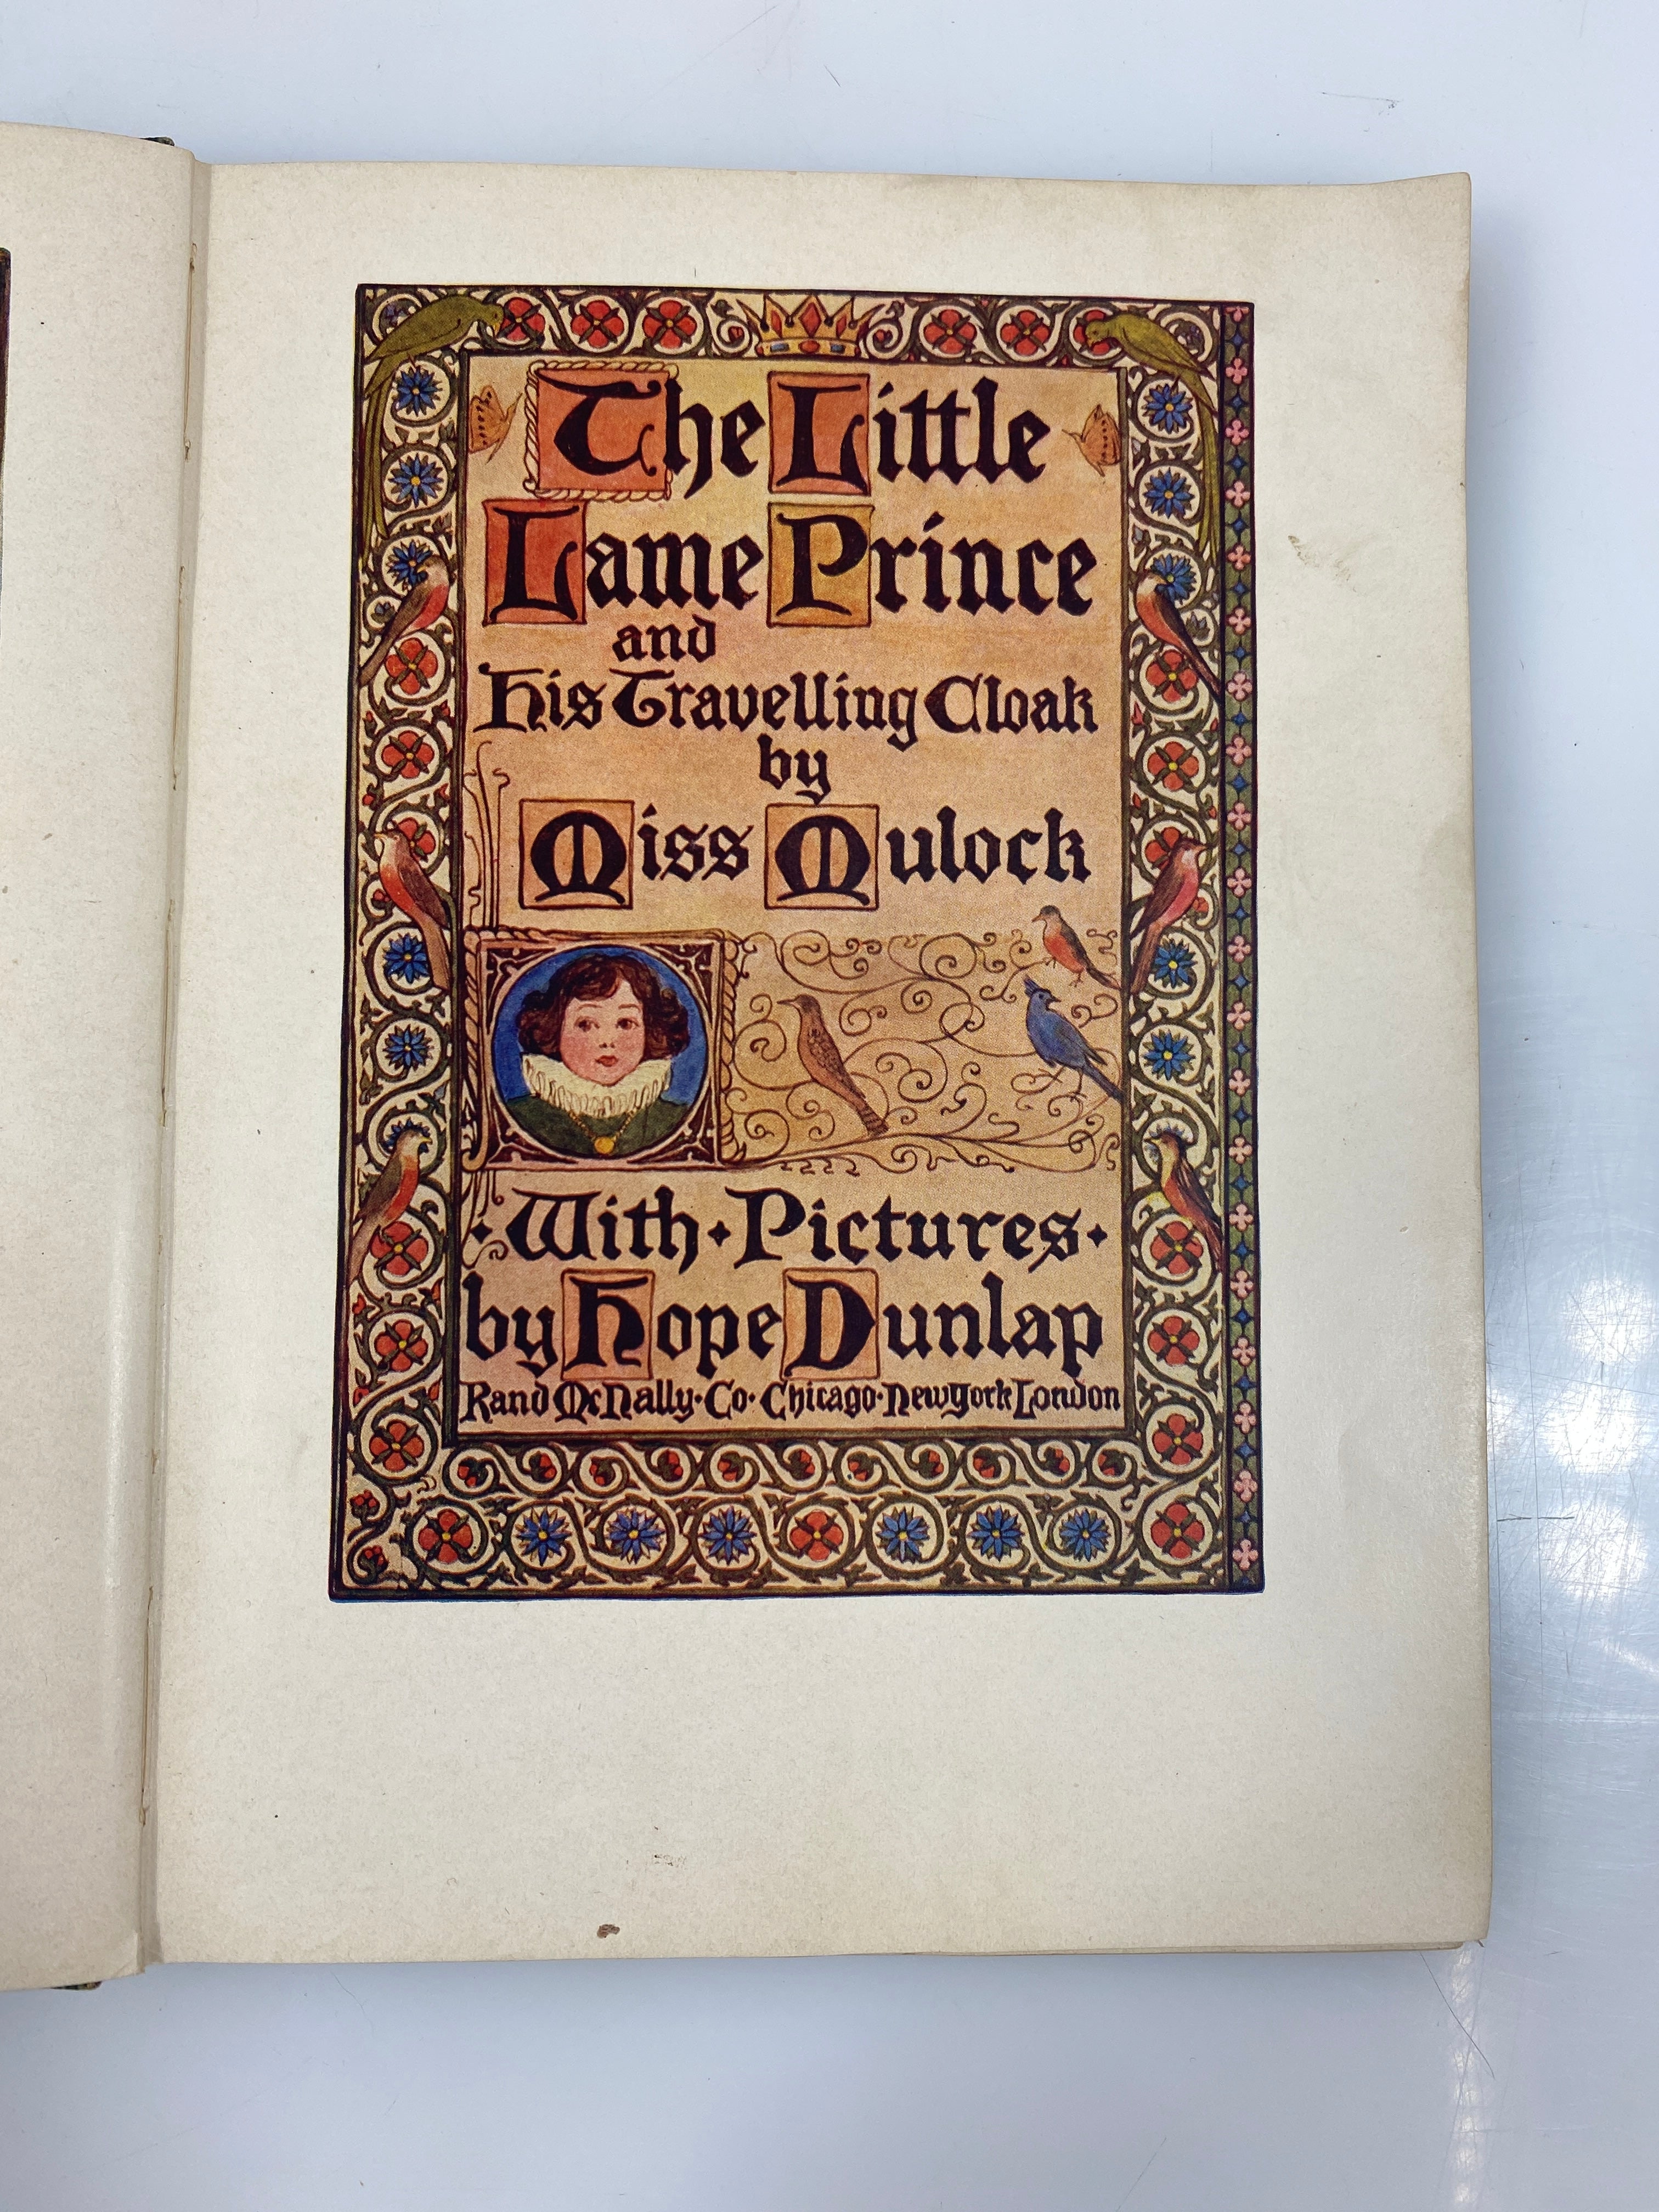 The Little
Lame Prince
and
His Travelling Cloak
by
Miss Mulock
·With·Pictures·
by Hope Dunlap
Rand McNally·Co·Chicago·New York London